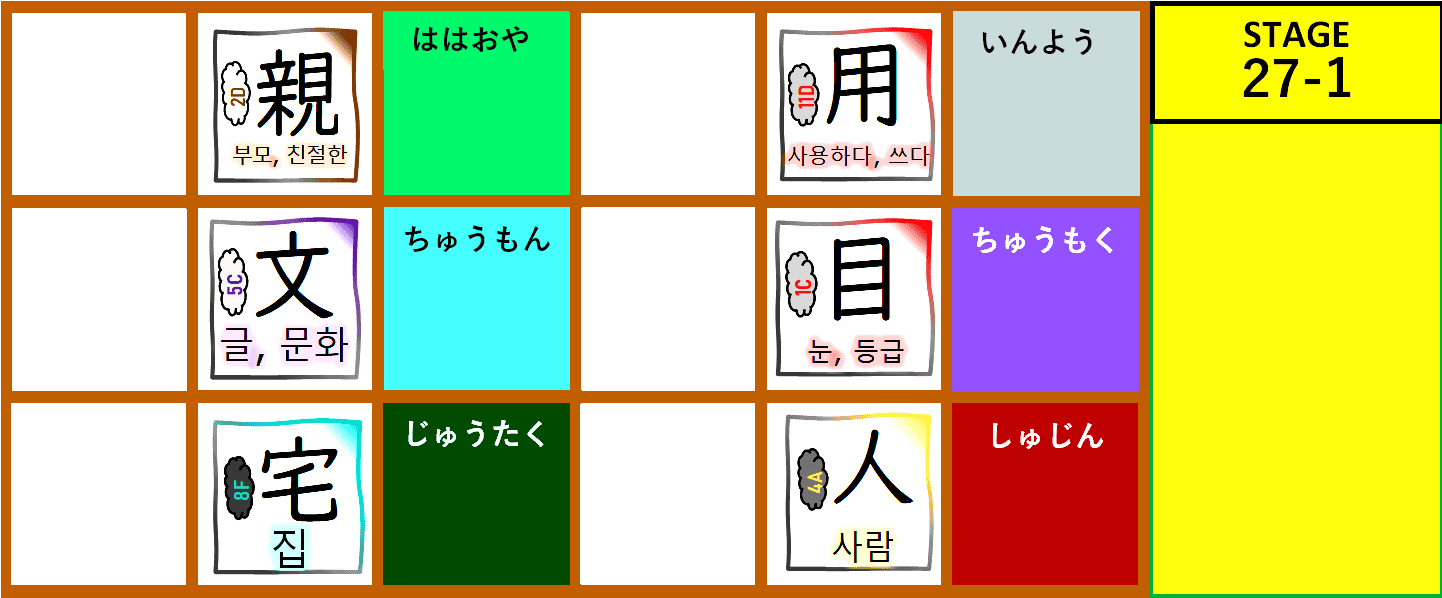 2D
親
부모, 친절한
ははおや
11D
用
사용하다, 쓰다
いんよう
STAGE
27-1
5C
文
글, 문화
ちゅうもん
1C
目
눈, 등급
ちゅうもく
8F
宅
집
じゅうたく
4A
人
사람
しゅじん